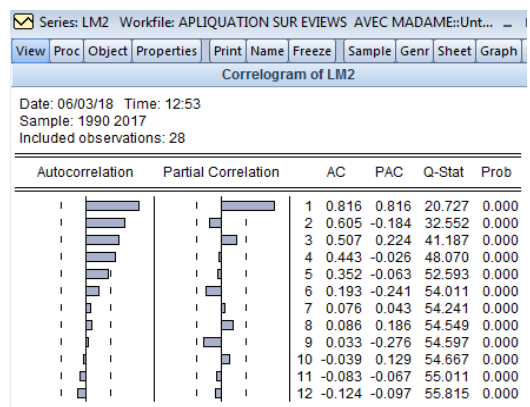 Series: LM2 Workfile: APLIQUATION SUR EVIEWS AVEC MADAME::Unt...
View Proc Object Properties Print Name Freeze Sample Genr Sheet Graph
Correlogram of LM2
Date: 06/03/18 Time: 12:53
Sample: 1990 2017
Included observations: 28
Autocorrelation Partial Correlation AC PAC Q-Stat Prob
1 0.816 0.816 20.727 0.000
2 0.605 -0.184 32.552 0.000
3 0.507 0.224 41.187 0.000
4 0.443 -0.026 48.070 0.000
5 0.352 -0.063 52.593 0.000
6 0.193 -0.241 54.011 0.000
7 0.076 0.043 54.241 0.000
8 0.086 0.186 54.549 0.000
9 0.033 -0.276 54.597 0.000
10 -0.039 0.129 54.667 0.000
11 -0.083 -0.067 55.011 0.000
12 -0.124 -0.097 55.815 0.000